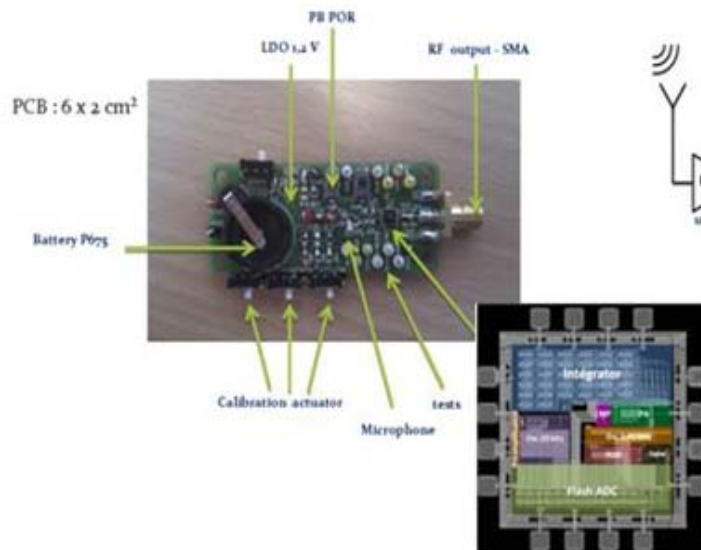 PB POR
LDO 1,2 V
RF output - SMA
PCB : 6 x 2 cm²
Battery P675
Calibration actuator
Microphone
tests
Intégrator
Flash ADC